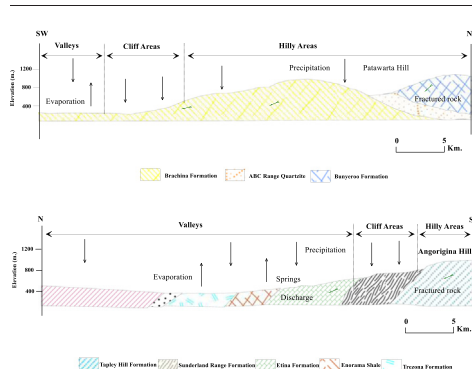 SW
N
Valleys
Cliff Areas
Hilly Areas
Precipitation
Patawarta Hill
Evaporation
Fractured rock
Elevation (m.)
1200
800
400
0 5
Km.
Brachina Formation
ABC Range Quartzite
Bunyeroo Formation
N
S
Valleys
Cliff Areas
Hilly Areas
Precipitation
Angorigina Hill
Evaporation
Springs
Discharge
Fractured rock
Elevation (m.)
1200
800
400
0 5
Km.
Tapley Hill Formation
Sunderland Range Formation
Etina Formation
Enorama Shale
Trezona Formation